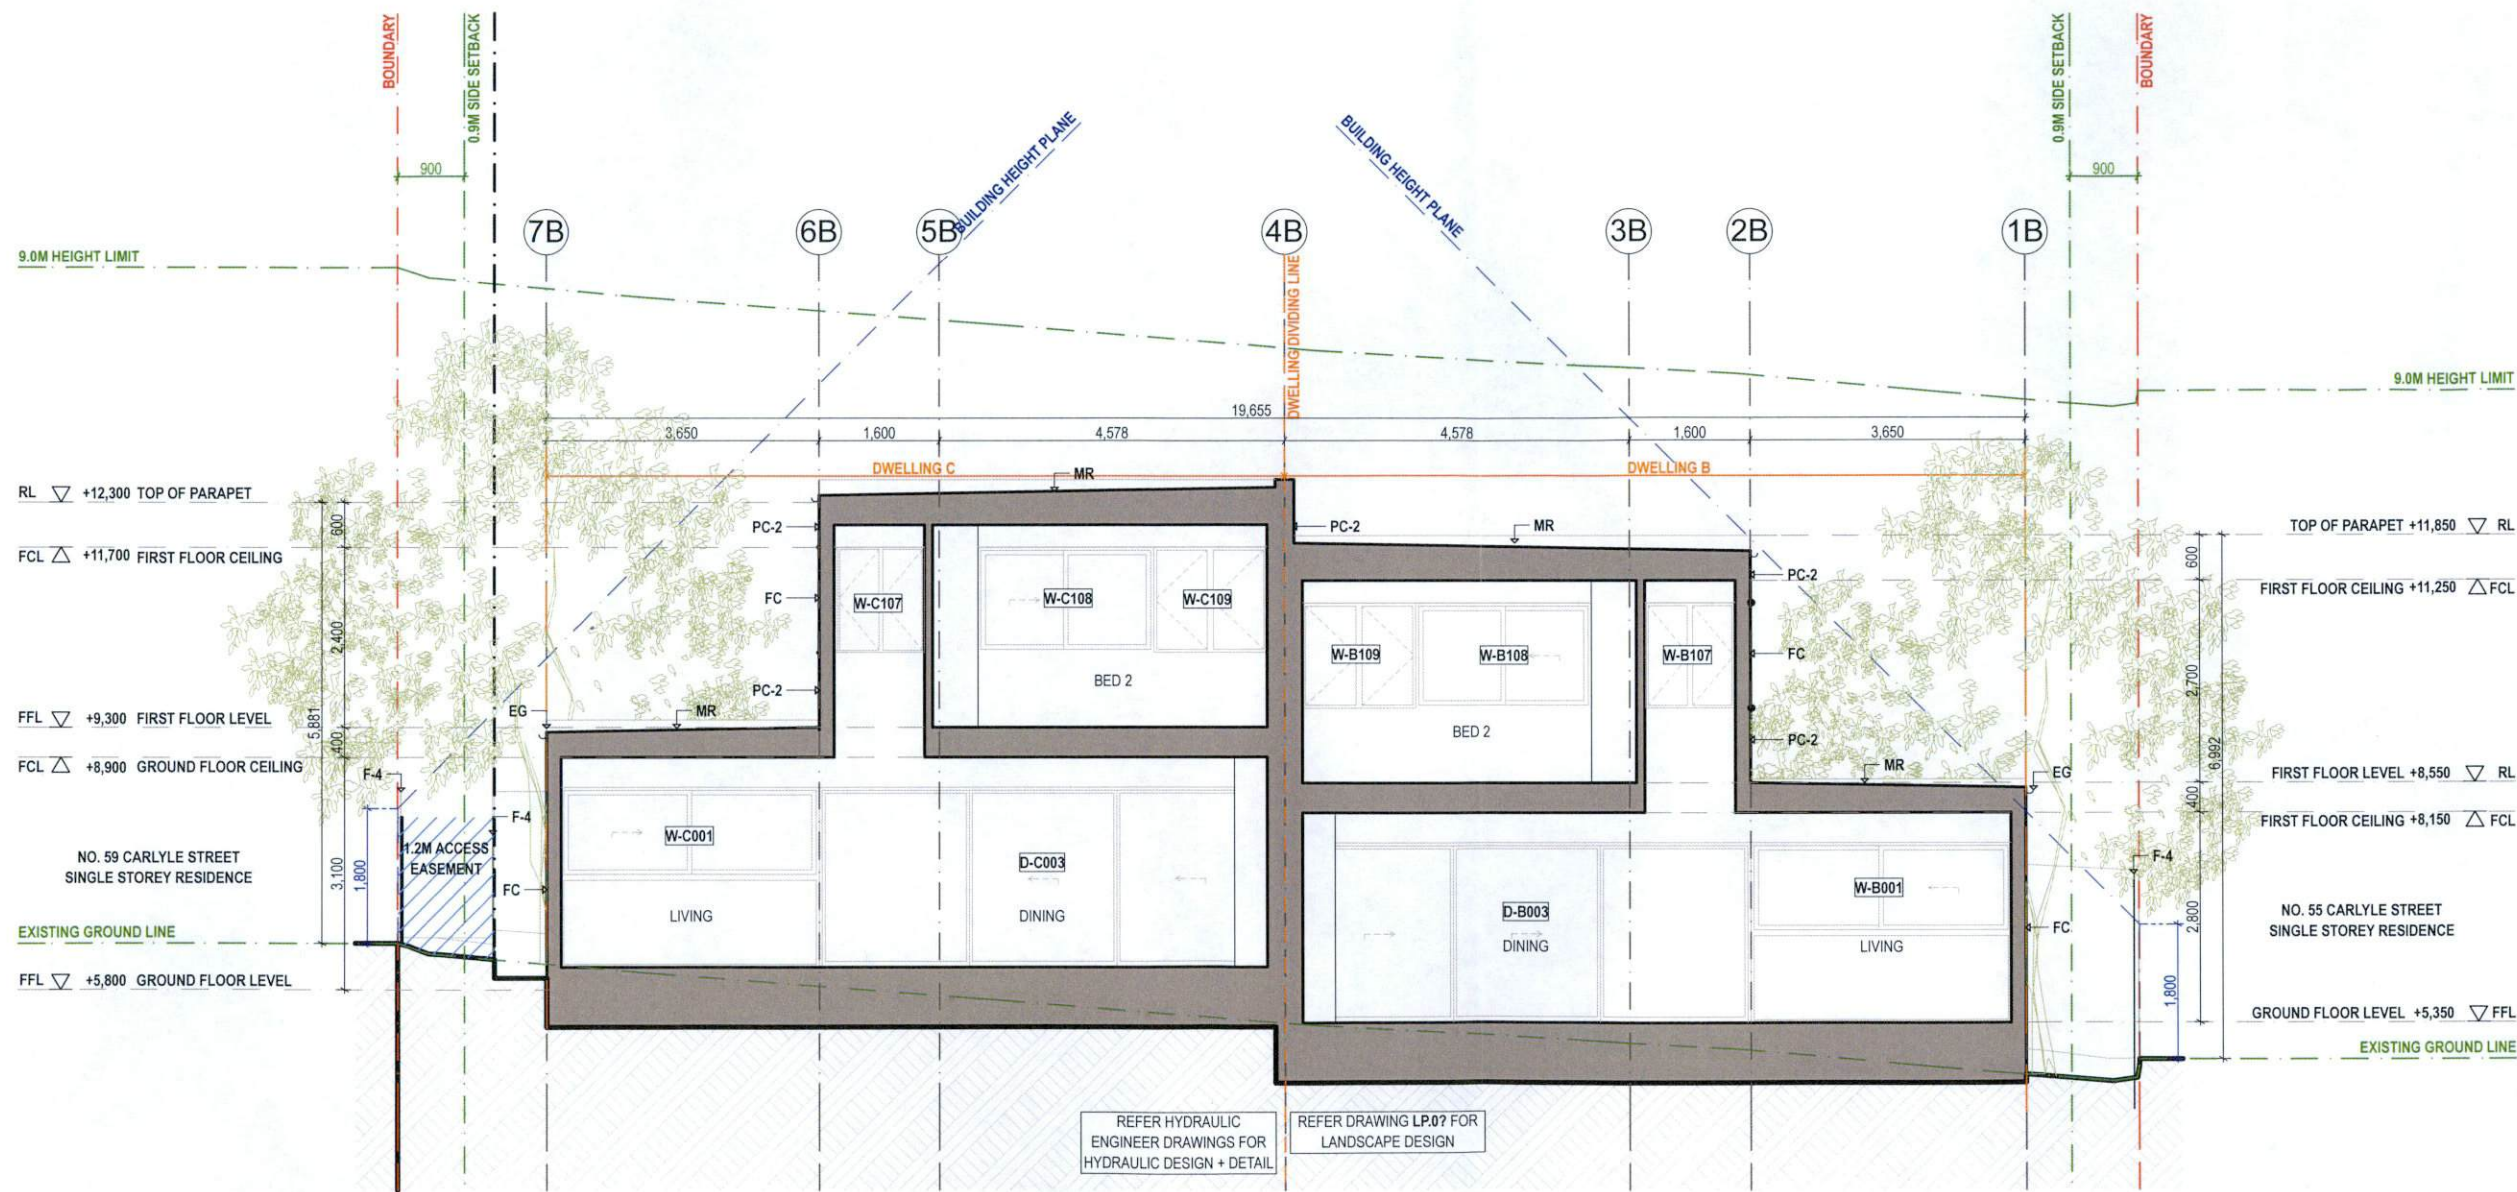 BOUNDARY
0.9M SIDE SETBACK
0.9M SIDE SETBACK
BOUNDARY
900
900
BUILDING HEIGHT PLANE
BUILDING HEIGHT PLANE
7B
6B
5B
4B
3B
2B
1B
9.0M HEIGHT LIMIT
DWELLING DIVIDING LINE
9.0M HEIGHT LIMIT
19,655
3,650
1,600
4,578
4,578
1,600
3,650
DWELLING C
DWELLING B
MR
RL +12,300 TOP OF PARAPET
600
PC-2
PC-2
MR
TOP OF PARAPET +11,850 RL
FCL +11,700 FIRST FLOOR CEILING
600
PC-2
FIRST FLOOR CEILING +11,250 FCL
FC
W-C107
W-C108
W-C109
2,400
W-B109
W-B108
W-B107
FC
BED 2
2,700
PC-2
EG
MR
FFL +9,300 FIRST FLOOR LEVEL
5,881
400
BED 2
PC-2
6,992
FCL +8,900 GROUND FLOOR CEILING
F-4
MR
EG
FIRST FLOOR LEVEL +8,550 RL
400
F-4
FIRST FLOOR CEILING +8,150 FCL
W-C001
1.2M ACCESS
EASEMENT
NO. 59 CARLYLE STREET
SINGLE STOREY RESIDENCE
3,100
1,800
D-C003
F-4
FC
W-B001
LIVING
DINING
D-B003
DINING
LIVING
FC
2,800
NO. 55 CARLYLE STREET
SINGLE STOREY RESIDENCE
EXISTING GROUND LINE
FFL +5,800 GROUND FLOOR LEVEL
1,800
GROUND FLOOR LEVEL +5,350 FFL
EXISTING GROUND LINE
REFER HYDRAULIC
ENGINEER DRAWINGS FOR
HYDRAULIC DESIGN + DETAIL
REFER DRAWING LP.0? FOR
LANDSCAPE DESIGN